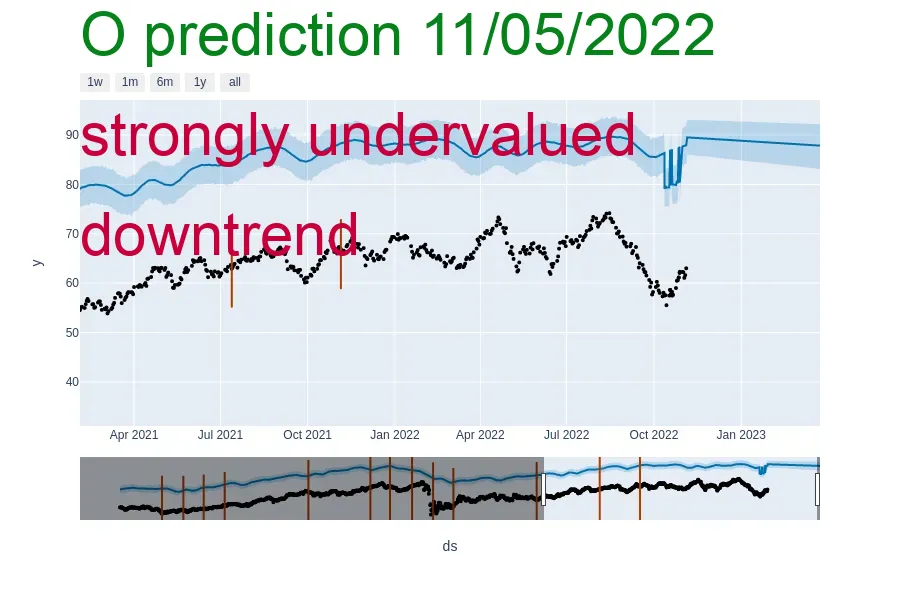 O prediction 11/05/2022
1w 1m 6m 1y all
strongly undervalued
downtrend
90
80
70
60
50
40
y
Apr 2021 Jul 2021 Oct 2021 Jan 2022 Apr 2022 Jul 2022 Oct 2022 Jan 2023
ds